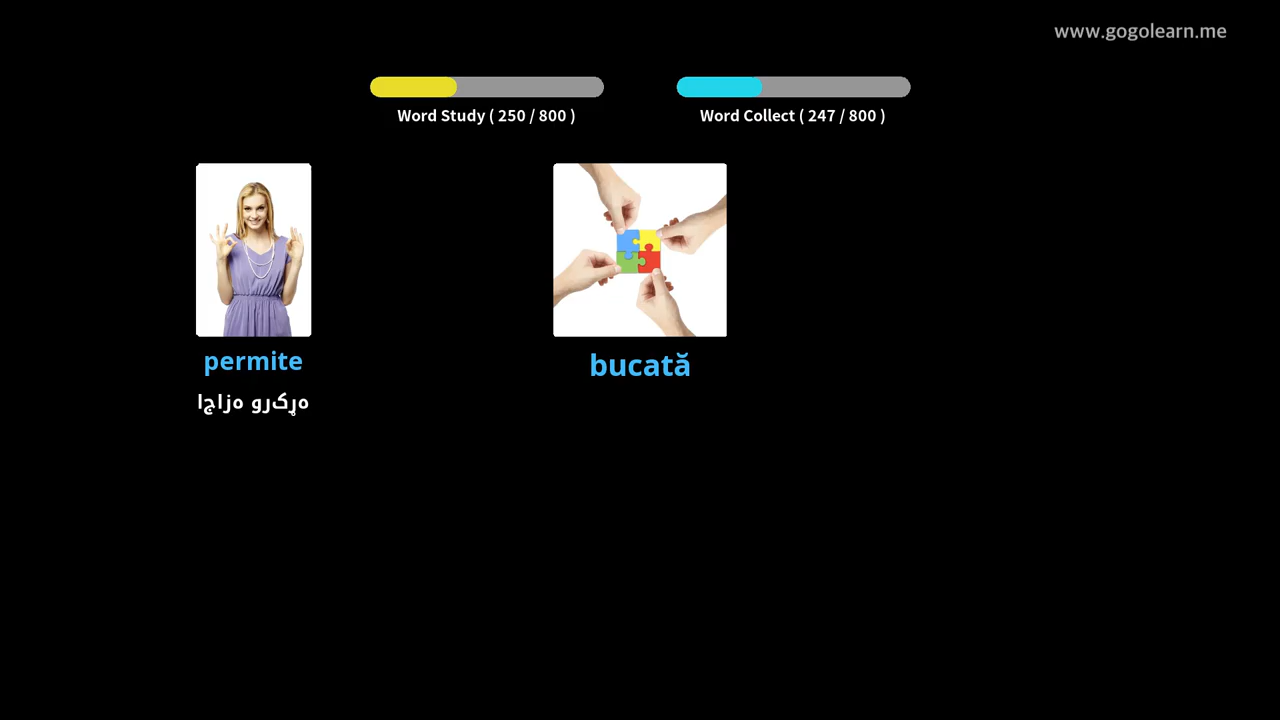 www.gogolearn.me
Word Study ( 250 / 800 )
Word Collect ( 247 / 800 )
permite
bucată
اجازه ورکړه